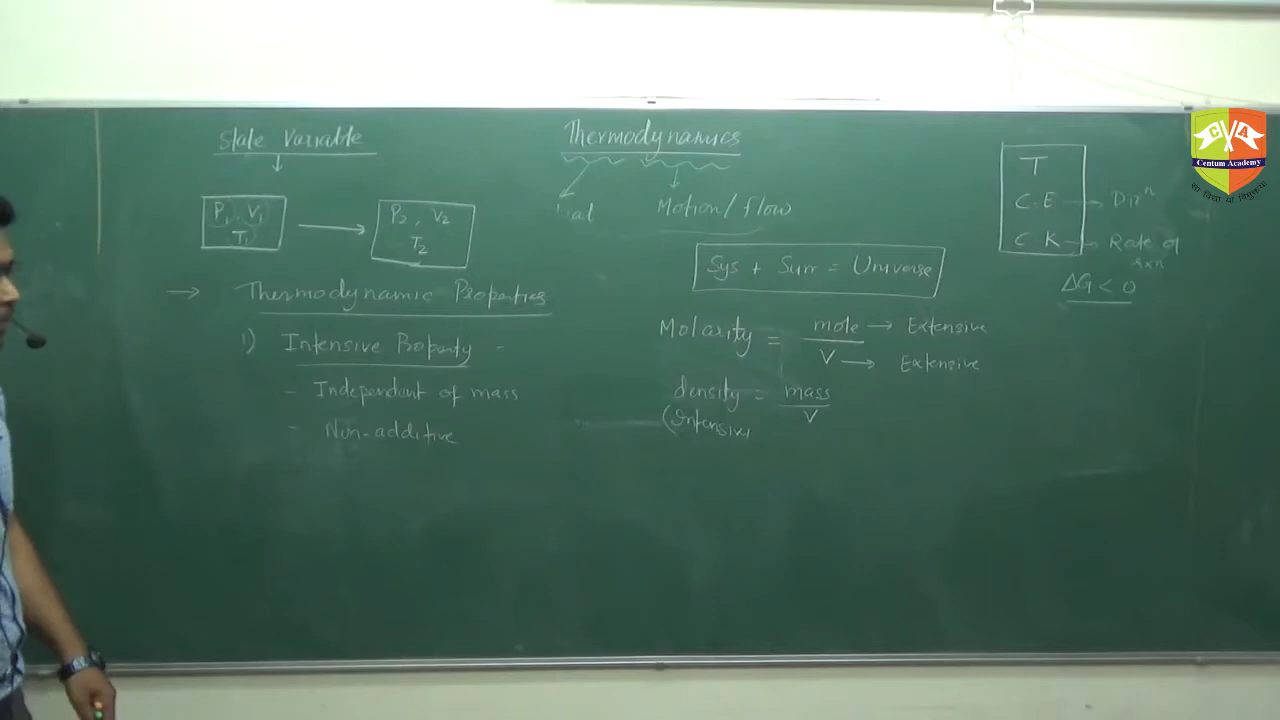 State Variable
P₁, V₁
T₁
P₂, V₂
T₂
→ Thermodynamic Properties
1) Intensive Property -
- Independant of mass
- Non-additive
Thermodynamics
Motion / flow
Sys + Surr = Universe
Molarity = mole → Extensive
V → Extensive
density = mass
V
(Intensive
T
C.E → Dirⁿ
C K → Rate of
rxn
ΔG < 0
C A
Centum Academy
सा विद्या या विमुक्तये